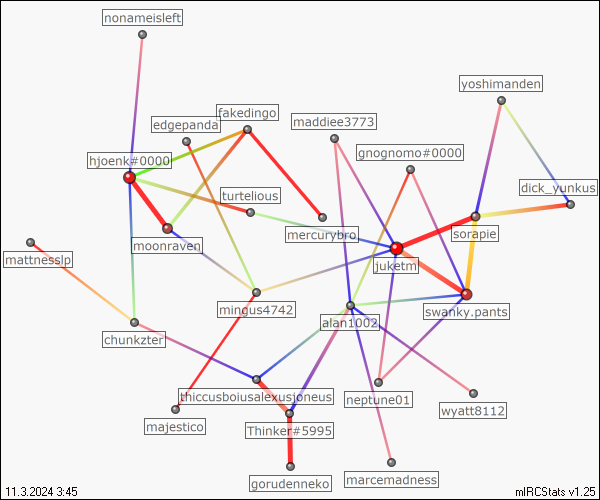 nonameisleft
yoshimanden
fakedingo
edgepanda
maddiee3773
gnognomo#0000
hjoenk#0000
dick_yunkus
turtelious
mercurybro
sorapie
moonraven
mattnesslp
juketm
mingus4742
swanky.pants
alan1002
chunkzter
thiccusboiusalexusjoneus
neptune01
wyatt8112
majestico
Thinker#5995
gorudenneko
marcemadness
11.3.2024 3:45
mIRCStats v1.25